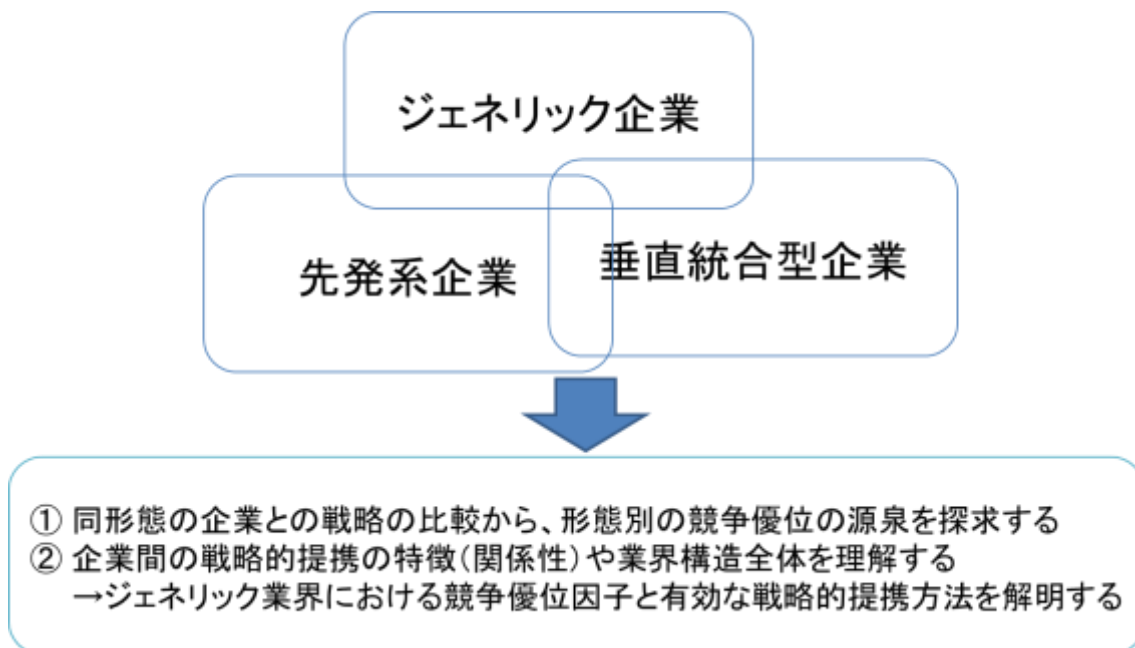 ジェネリック企業
先発系企業
垂直統合型企業
① 同形態の企業との戦略の比較から、形態別の競争優位の源泉を探求する
② 企業間の戦略的提携の特徴(関係性)や業界構造全体を理解する
→ジェネリック業界における競争優位因子と有効な戦略的提携方法を解明する